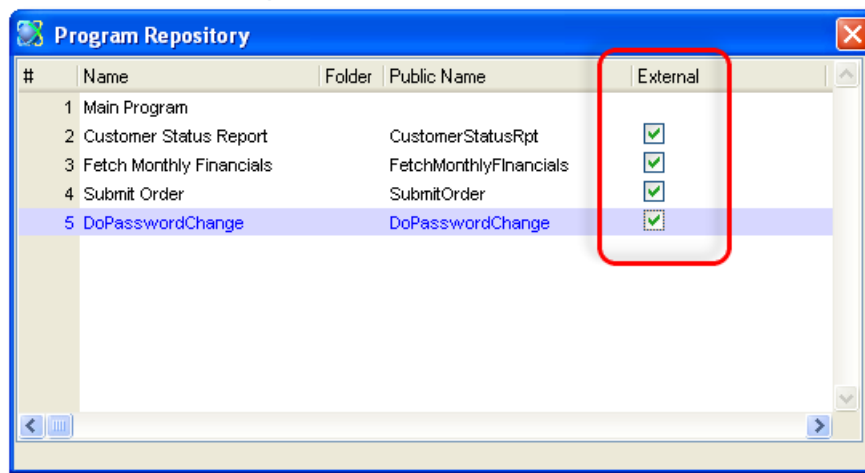 Program Repository
# Name Folder Public Name External
1 Main Program
2 Customer Status Report CustomerStatusRpt
3 Fetch Monthly Financials FetchMonthlyFInancials
4 Submit Order SubmitOrder
5 DoPasswordChange DoPasswordChange